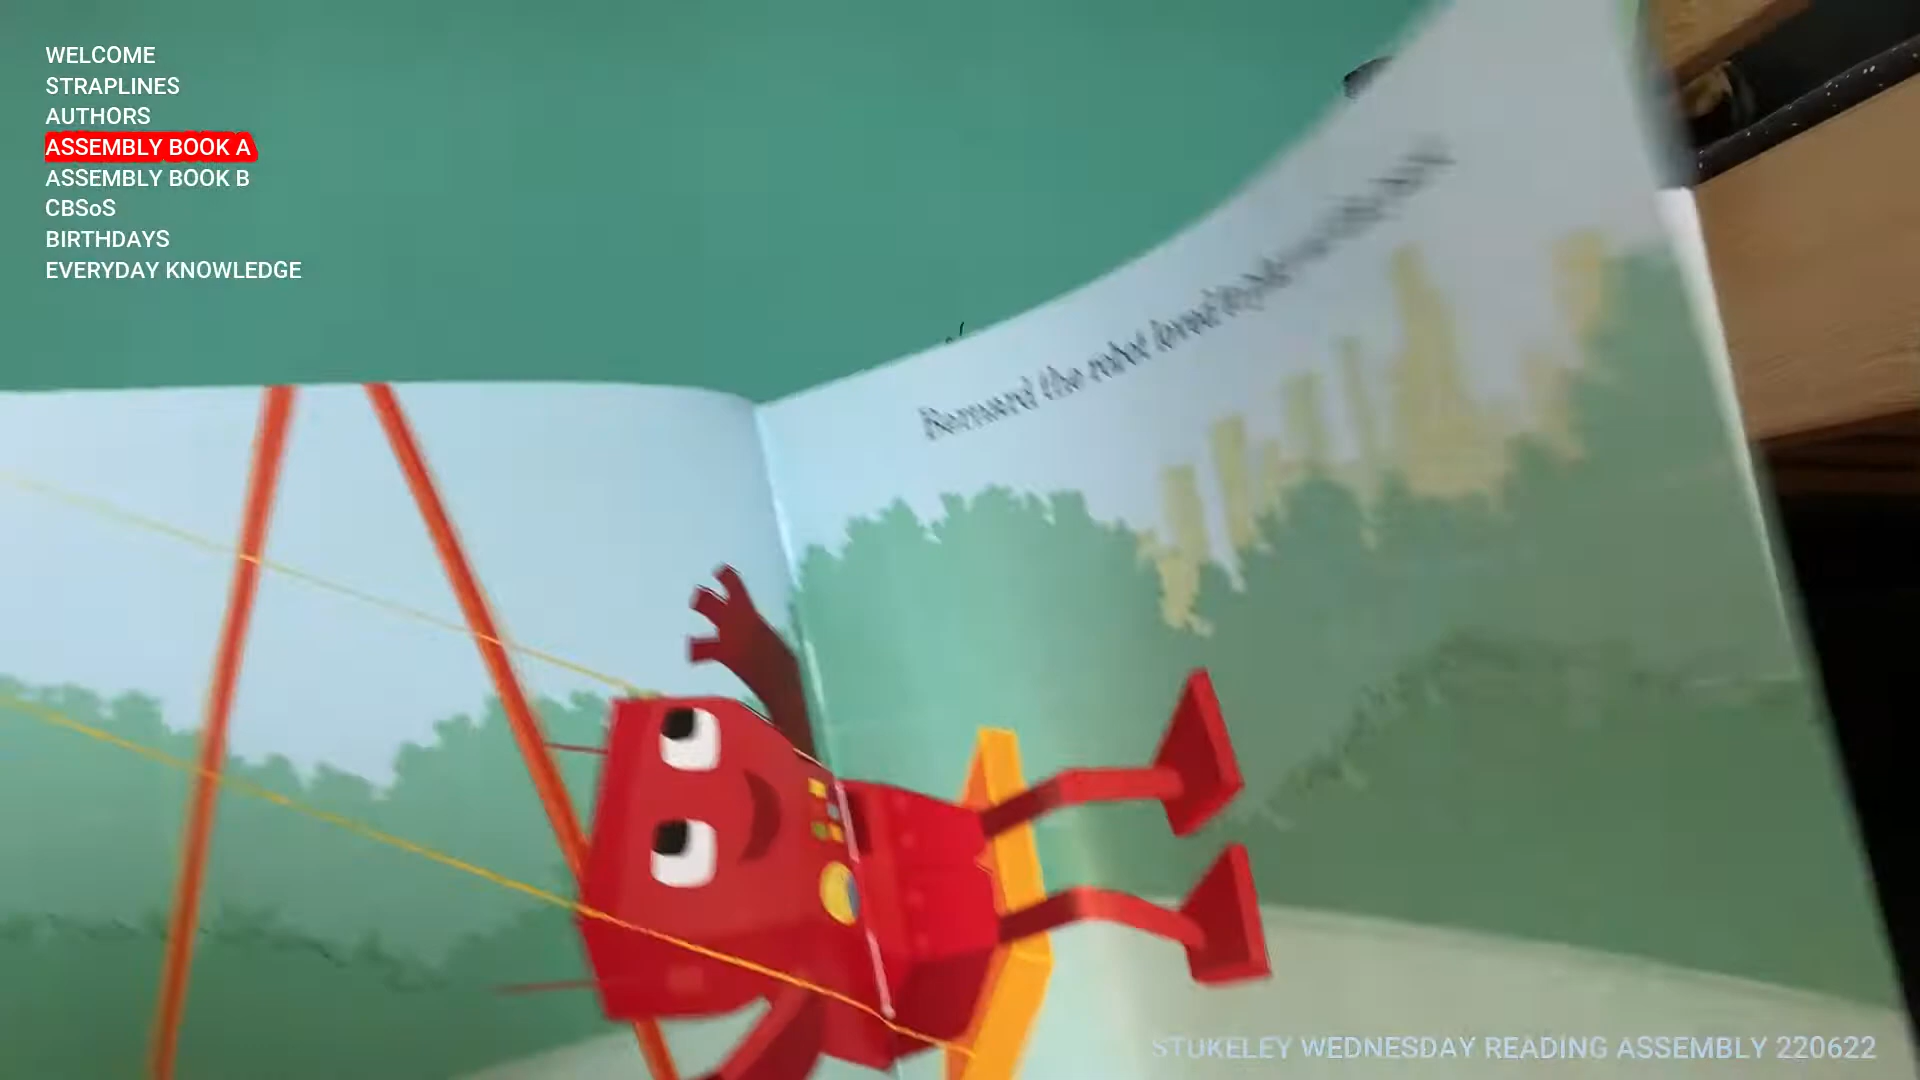 WELCOME
STRAPLINES
AUTHORS
ASSEMBLY BOOK A
ASSEMBLY BOOK B
CBSoS
BIRTHDAYS
EVERYDAY KNOWLEDGE
the robot loved to
STUKELEY WEDNESDAY READING ASSEMBLY 220622